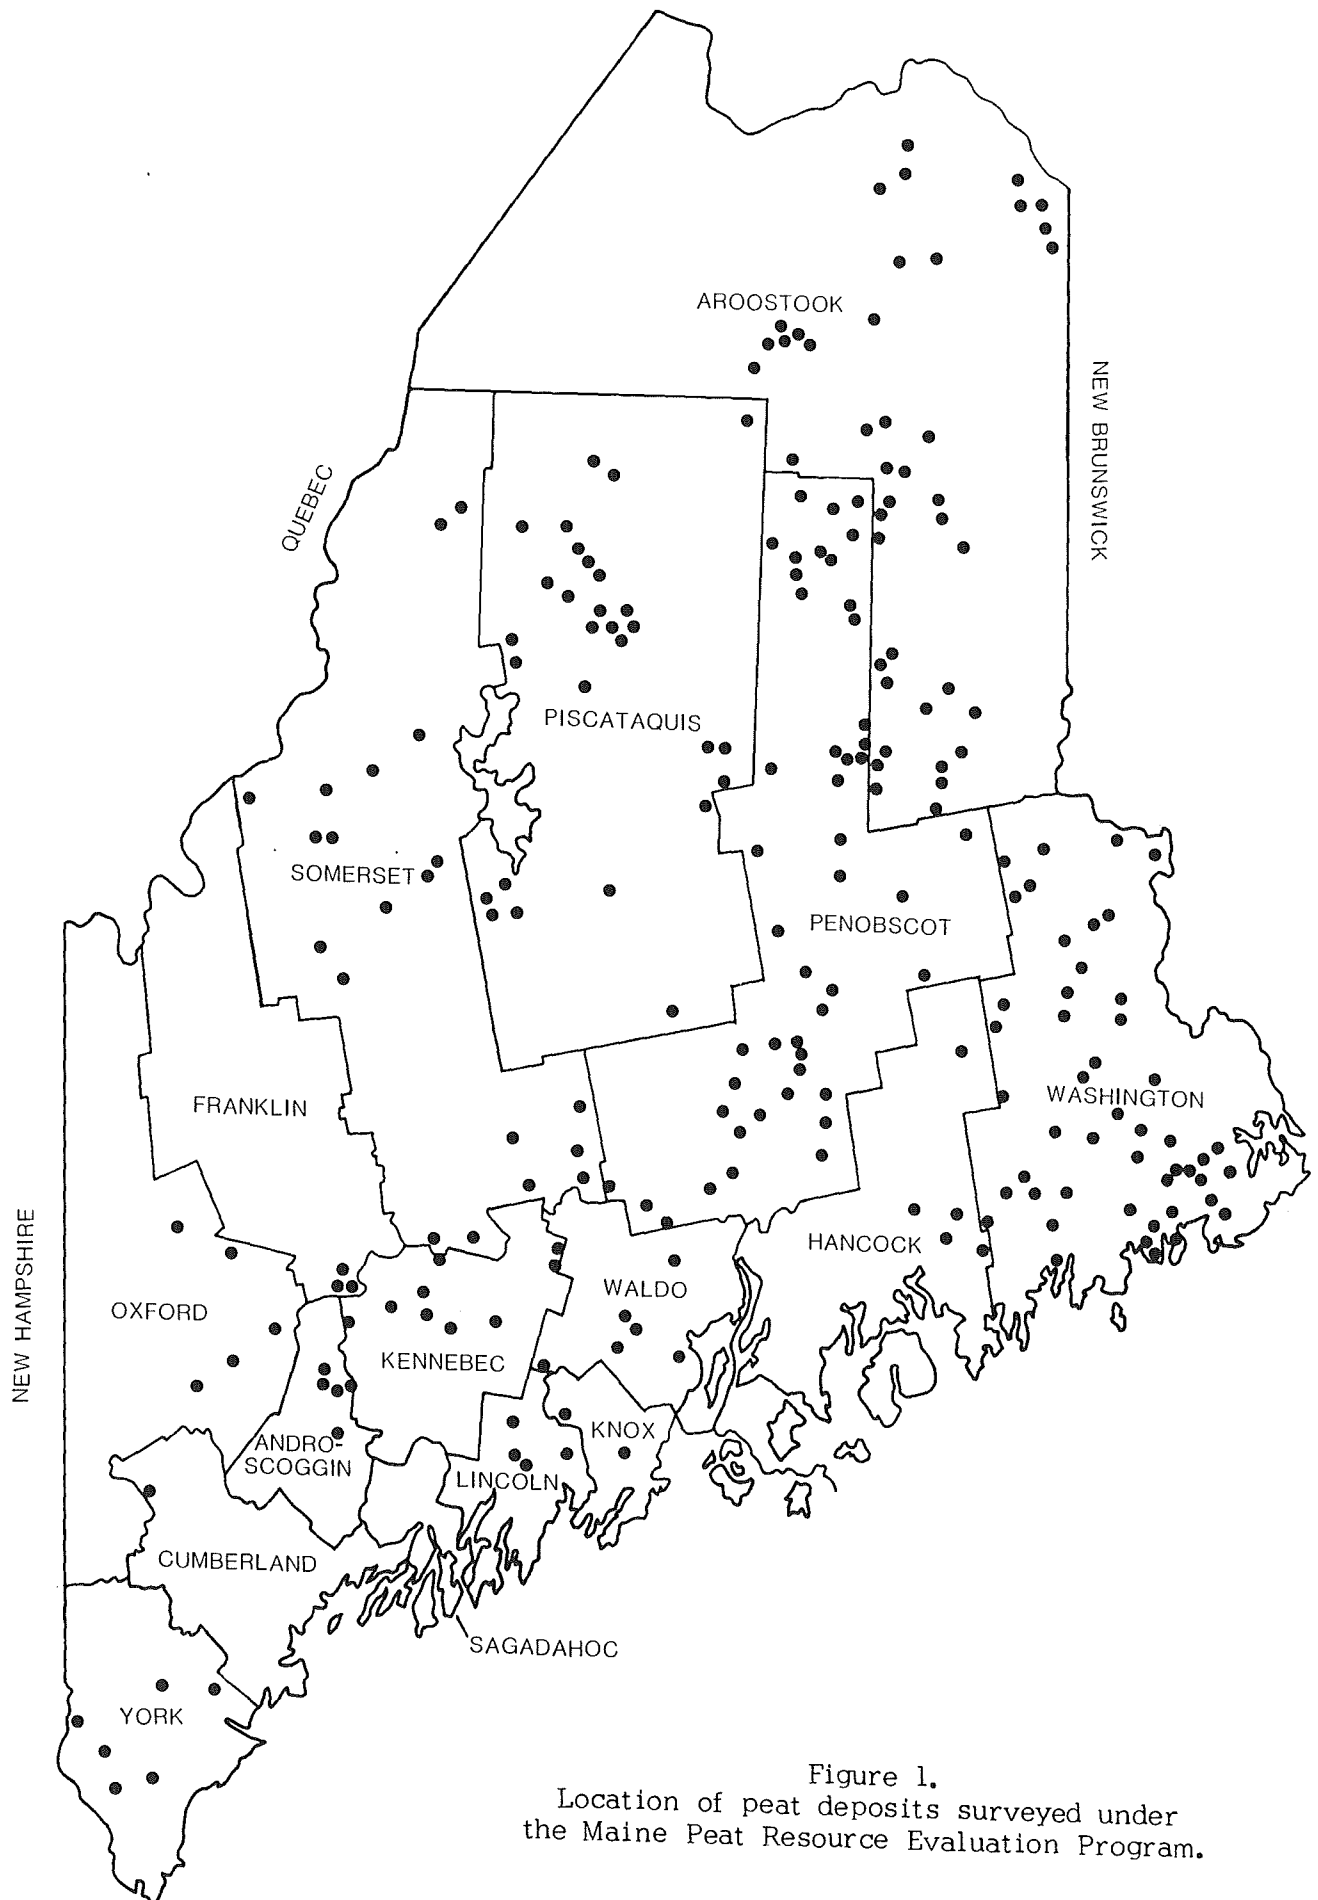 AROOSTOOK
NEW BRUNSWICK
QUEBEC
PISCATAQUIS
SOMERSET
PENOBSCOT
FRANKLIN
WASHINGTON
NEW HAMPSHIRE
HANCOCK
OXFORD
WALDO
KENNEBEC
KNOX
ANDRO-
SCOGGIN
LINCOLN
CUMBERLAND
SAGADAHOC
YORK
Figure 1.
Location of peat deposits surveyed under
the Maine Peat Resource Evaluation Program.